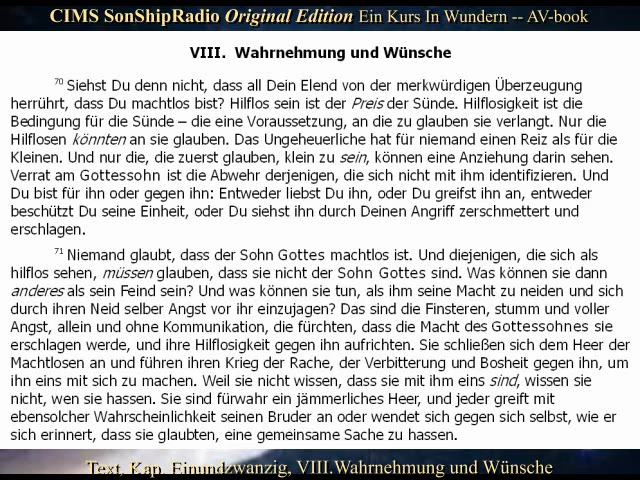 CIMS SonShipRadio Original Edition Ein Kurs In Wundern -- AV-book
VIII. Wahrnehmung und Wünsche
70 Siehst Du denn nicht, dass all Dein Elend von der merkwürdigen Überzeugung
herrührt, dass Du machtlos bist? Hilflos sein ist der Preis der Sünde. Hilflosigkeit ist die
Bedingung für die Sünde – die eine Voraussetzung, an die zu glauben sie verlangt. Nur die
Hilflosen könnten an sie glauben. Das Ungeheuerliche hat für niemand einen Reiz als für die
Kleinen. Und nur die, die zuerst glauben, klein zu sein, können eine Anziehung darin sehen.
Verrat am Gottessohn ist die Abwehr derjenigen, die sich nicht mit ihm identifizieren. Und
Du bist für ihn oder gegen ihn: Entweder liebst Du ihn, oder Du greifst ihn an, entweder
beschützt Du seine Einheit, oder Du siehst ihn durch Deinen Angriff zerschmettert und
erschlagen.
71 Niemand glaubt, dass der Sohn Gottes machtlos ist. Und diejenigen, die sich als
hilflos sehen, müssen glauben, dass sie nicht der Sohn Gottes sind. Was können sie dann
anderes als sein Feind sein? Und was können sie tun, als ihm seine Macht zu neiden und sich
durch ihren Neid selber Angst vor ihr einzujagen? Das sind die Finsteren, stumm und voller
Angst, allein und ohne Kommunikation, die fürchten, dass die Macht des Gottessohnes sie
erschlagen werde, und ihre Hilflosigkeit gegen ihn aufrichten. Sie schließen sich dem Heer der
Machtlosen an und führen ihren Krieg der Rache, der Verbitterung und Bosheit gegen ihn, um
ihn eins mit sich zu machen. Weil sie nicht wissen, dass sie mit ihm eins sind, wissen sie
nicht, wen sie hassen. Sie sind fürwahr ein jämmerliches Heer, und jeder greift mit
ebensolcher Wahrscheinlichkeit seinen Bruder an oder wendet sich gegen sich selbst, wie er
sich erinnert, dass sie glaubten, eine gemeinsame Sache zu hassen.
Text, Kap. Einundzwanzig, VIII.Wahrnehmung und Wünsche